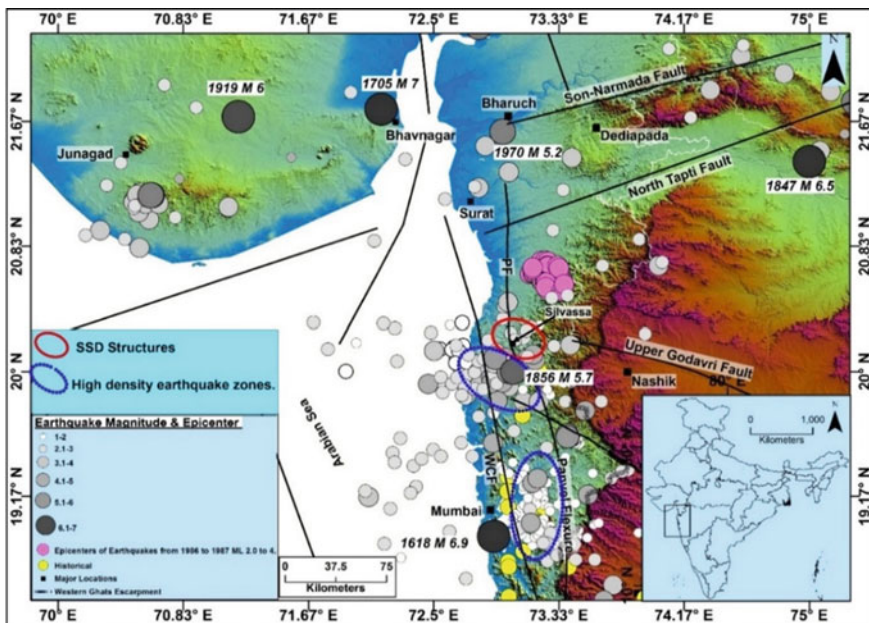 70° E 70.83° E 71.67° E 72.5° E 73.33° E 74.17° E 75° E
N
1919 M 6
1705 M 7
Bharuch
Son-Narmada Fault
21.67° N
21.67° N
Bhavnagar
Dediapada
Junagad
1970 M 5.2
North Tapti Fault
1847 M 6.5
Surat
20.83° N
20.83° N
PF
Silvassa
SSD Structures
Upper Godavri Fault
20° N
20° N
High density earthquake zones.
1856 M 5.7
Nashik
80° E
Earthquake Magnitude & Epicenter
1-2
2.1-3
3.1-4
4.1-5
5.1-6
6.1-7
Epicenters of Earthquakes from 1986 to 1987 ML 2.0 to 4.
Historical
Major Locations
Western Ghats Escarpment
Arabian Sea
WCF
Panvel Flexure
19.17° N
19.17° N
Mumbai
1618 M 6.9
0 37.5 75
Kilometers
N
0 1,000
Kilometers
70° E 70.83° E 71.67° E 72.5° E 73.33° E 74.17° E 75° E